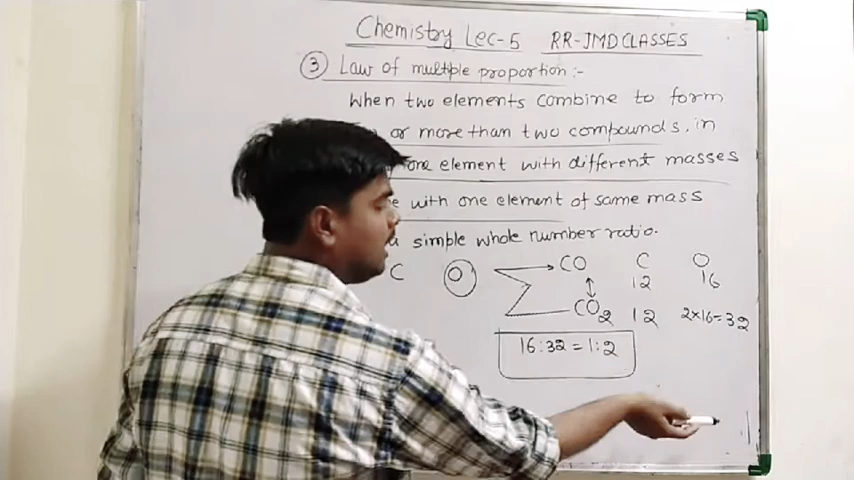 Chemistry Lec-5 RR-JMD CLASSES
③ Law of multiple proportion :-
When two elements combine to form
or more than two compounds, in
one element with different masses
with one element of same mass
a simple whole number ratio.
C O CO C O
12 16
CO2 12 2×16=32
16:32 = 1:2